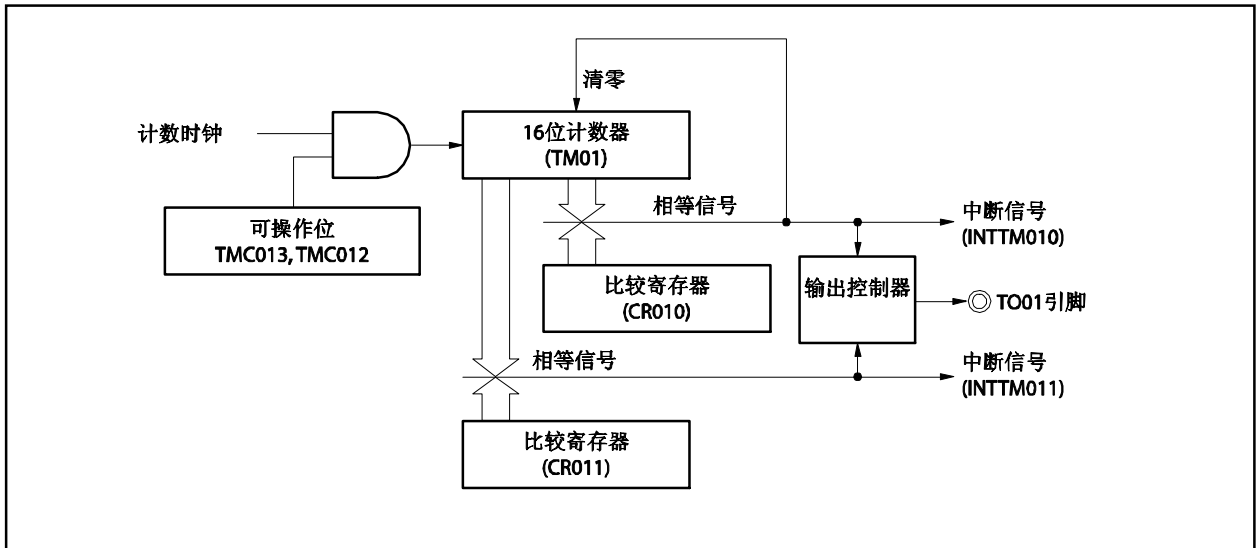 清零
计数时钟
16位计数器
(TM01)
可操作位
TMC013, TMC012
相等信号
中断信号
(INTTM010)
比较寄存器
(CR010)
输出控制器
TO01引脚
相等信号
中断信号
(INTTM011)
比较寄存器
(CR011)